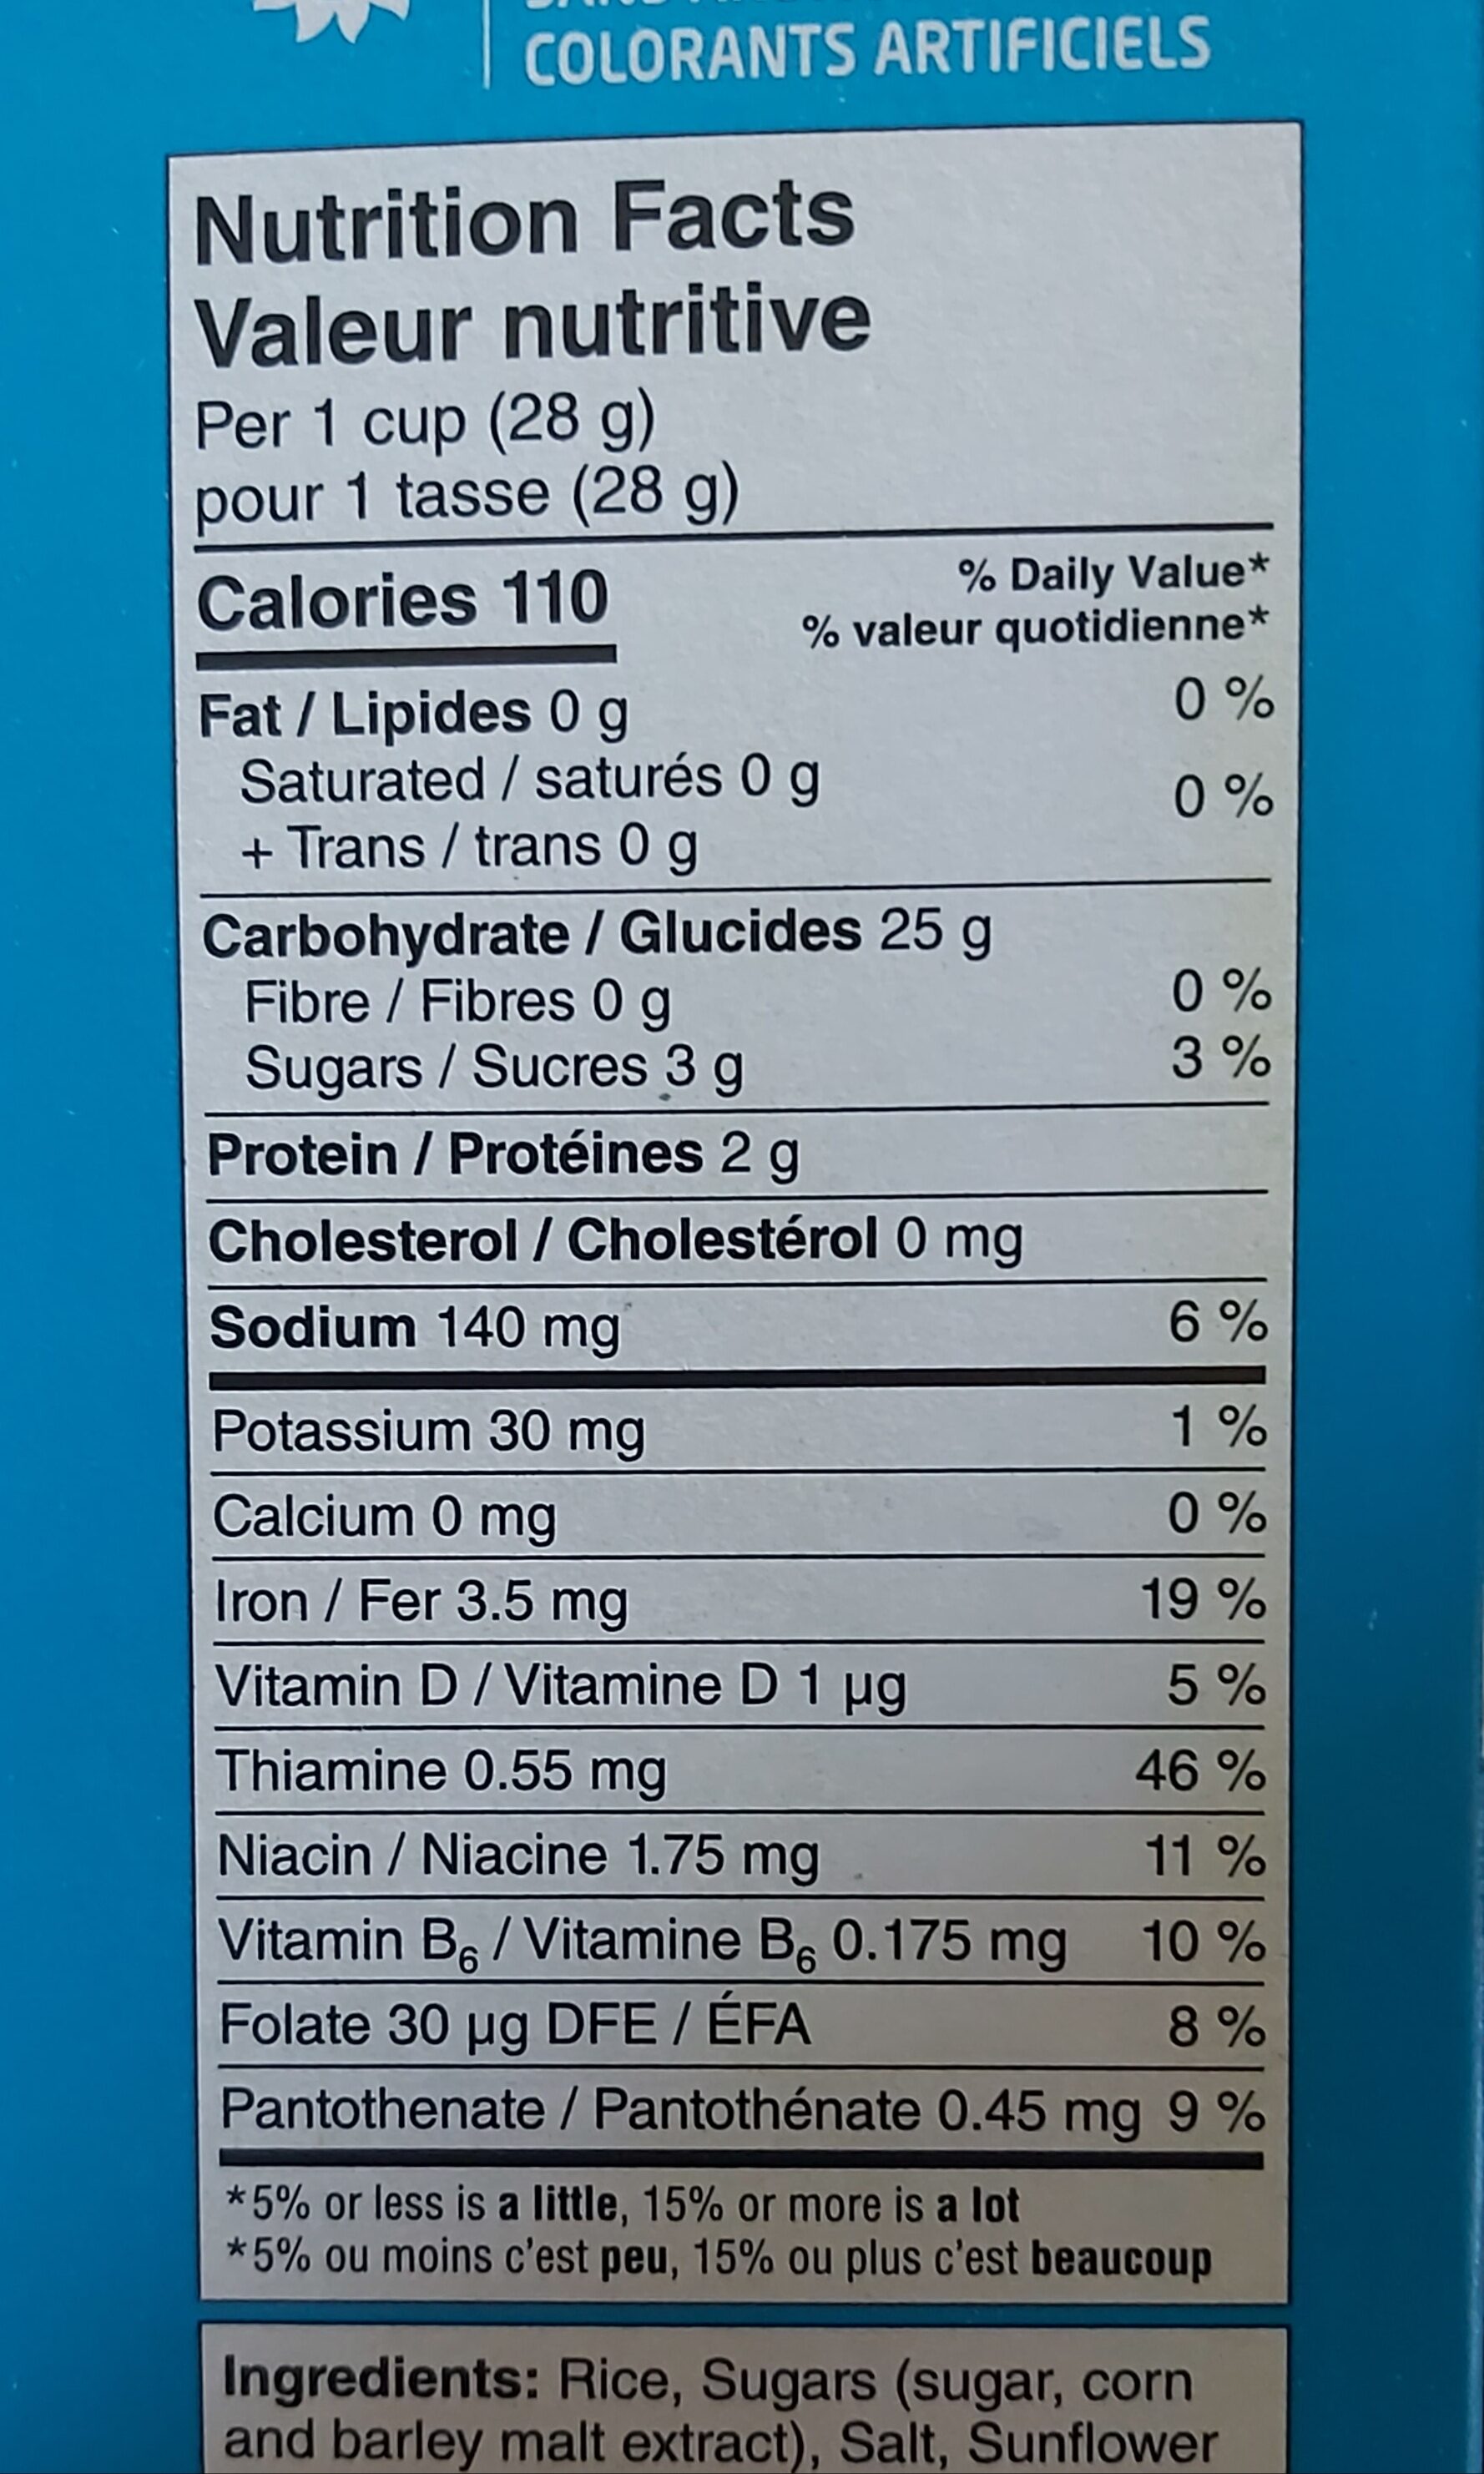 COLORANTS ARTIFICIELS
Nutrition Facts
Valeur nutritive
Per 1 cup (28 g)
pour 1 tasse (28 g)
Calories 110
% Daily Value*
% valeur quotidienne*
Fat / Lipides 0 g 0 %
Saturated / saturés 0 g
+ Trans / trans 0 g 0 %
Carbohydrate / Glucides 25 g
Fibre / Fibres 0 g 0 %
Sugars / Sucres 3 g 3 %
Protein / Protéines 2 g
Cholesterol / Cholestérol 0 mg
Sodium 140 mg 6 %
Potassium 30 mg 1 %
Calcium 0 mg 0 %
Iron / Fer 3.5 mg 19 %
Vitamin D / Vitamine D 1 µg 5 %
Thiamine 0.55 mg 46 %
Niacin / Niacine 1.75 mg 11 %
Vitamin B₆ / Vitamine B₆ 0.175 mg 10 %
Folate 30 µg DFE / ÉFA 8 %
Pantothenate / Pantothénate 0.45 mg 9 %
*5% or less is a little, 15% or more is a lot
*5% ou moins c'est peu, 15% ou plus c'est beaucoup
Ingredients: Rice, Sugars (sugar, corn
and barley malt extract), Salt, Sunflower